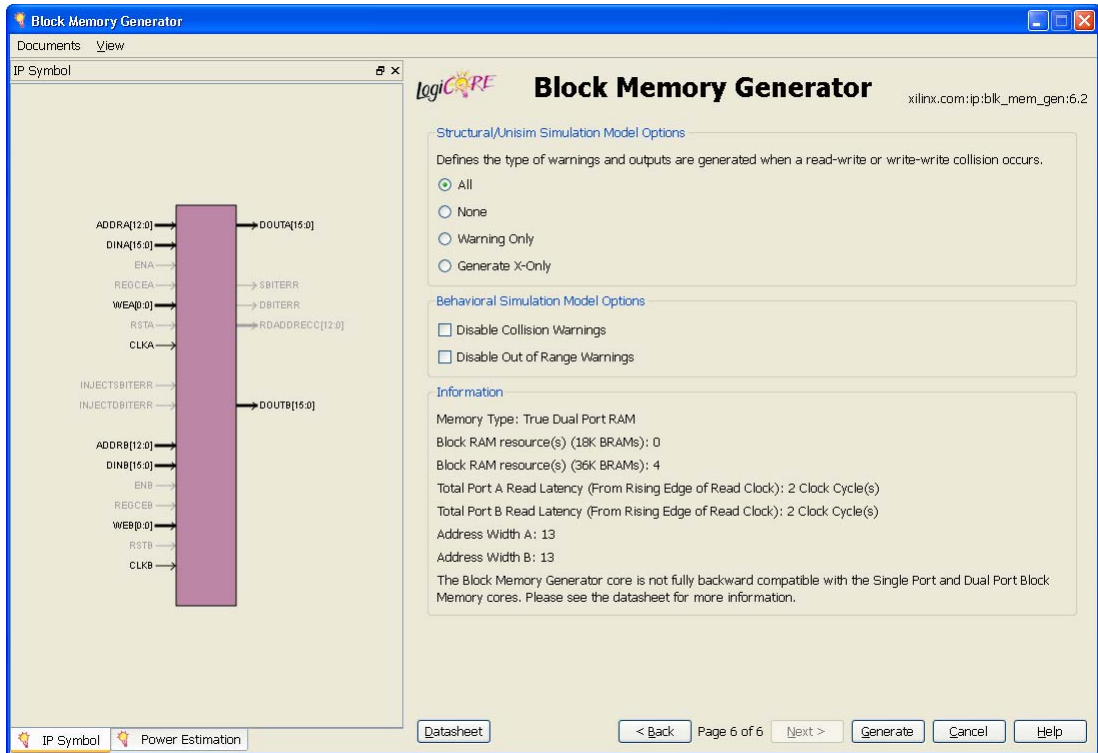 Block Memory Generator
Documents View
IP Symbol
ADDRA[12:0]
DOUTA[15:0]
DINA[15:0]
ENA
REGCEA
SBITERR
WEA[0:0]
DBITERR
RSTA
RDADDRECC[12:0]
CLKA
INJECTSBITERR
INJECTDBITERR
DOUTB[15:0]
ADDRB[12:0]
DINB[15:0]
ENB
REGCEB
WEB[0:0]
RSTB
CLKB
IP Symbol
Power Estimation
LogiCORE
Block Memory Generator
xilinx.com:ip:blk_mem_gen:6.2
Structural/Unisim Simulation Model Options
Defines the type of warnings and outputs are generated when a read-write or write-write collision occurs.
All
None
Warning Only
Generate X-Only
Behavioral Simulation Model Options
Disable Collision Warnings
Disable Out of Range Warnings
Information
Memory Type: True Dual Port RAM
Block RAM resource(s) (18K BRAMs): 0
Block RAM resource(s) (36K BRAMs): 4
Total Port A Read Latency (From Rising Edge of Read Clock): 2 Clock Cycle(s)
Total Port B Read Latency (From Rising Edge of Read Clock): 2 Clock Cycle(s)
Address Width A: 13
Address Width B: 13
The Block Memory Generator core is not fully backward compatible with the Single Port and Dual Port Block
Memory cores. Please see the datasheet for more information.
Datasheet
< Back Page 6 of 6 Next > Generate Cancel Help